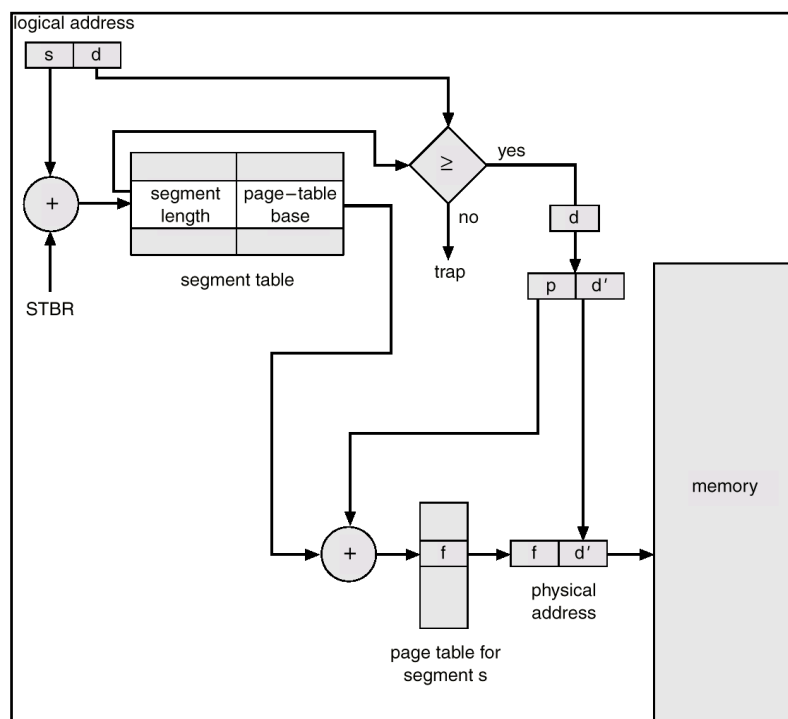 logical address
s d
≥
yes
+
segment length
page–table base
no
d
trap
segment table
p d′
STBR
memory
+
f
f d′
physical address
page table for segment s